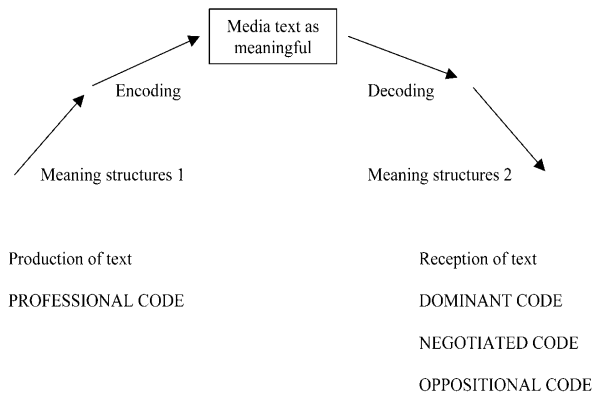 Media text as
meaningful
Encoding
Decoding
Meaning structures 1
Meaning structures 2
Production of text
Reception of text
PROFESSIONAL CODE
DOMINANT CODE
NEGOTIATED CODE
OPPOSITIONAL CODE